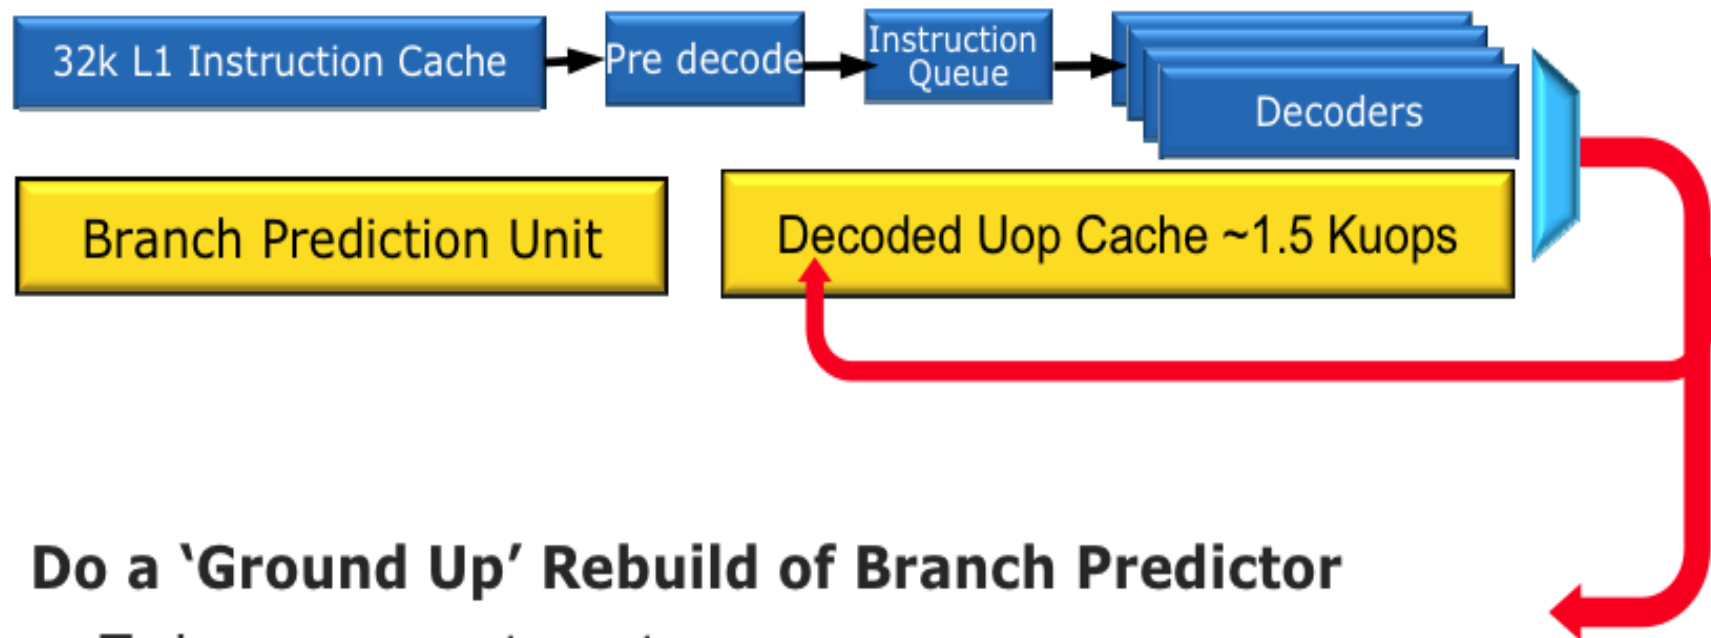 32k L1 Instruction Cache
Pre decode
Instruction
Queue
Decoders
Branch Prediction Unit
Decoded Uop Cache ~1.5 Kuops
Do a ‘Ground Up’ Rebuild of Branch Predictor